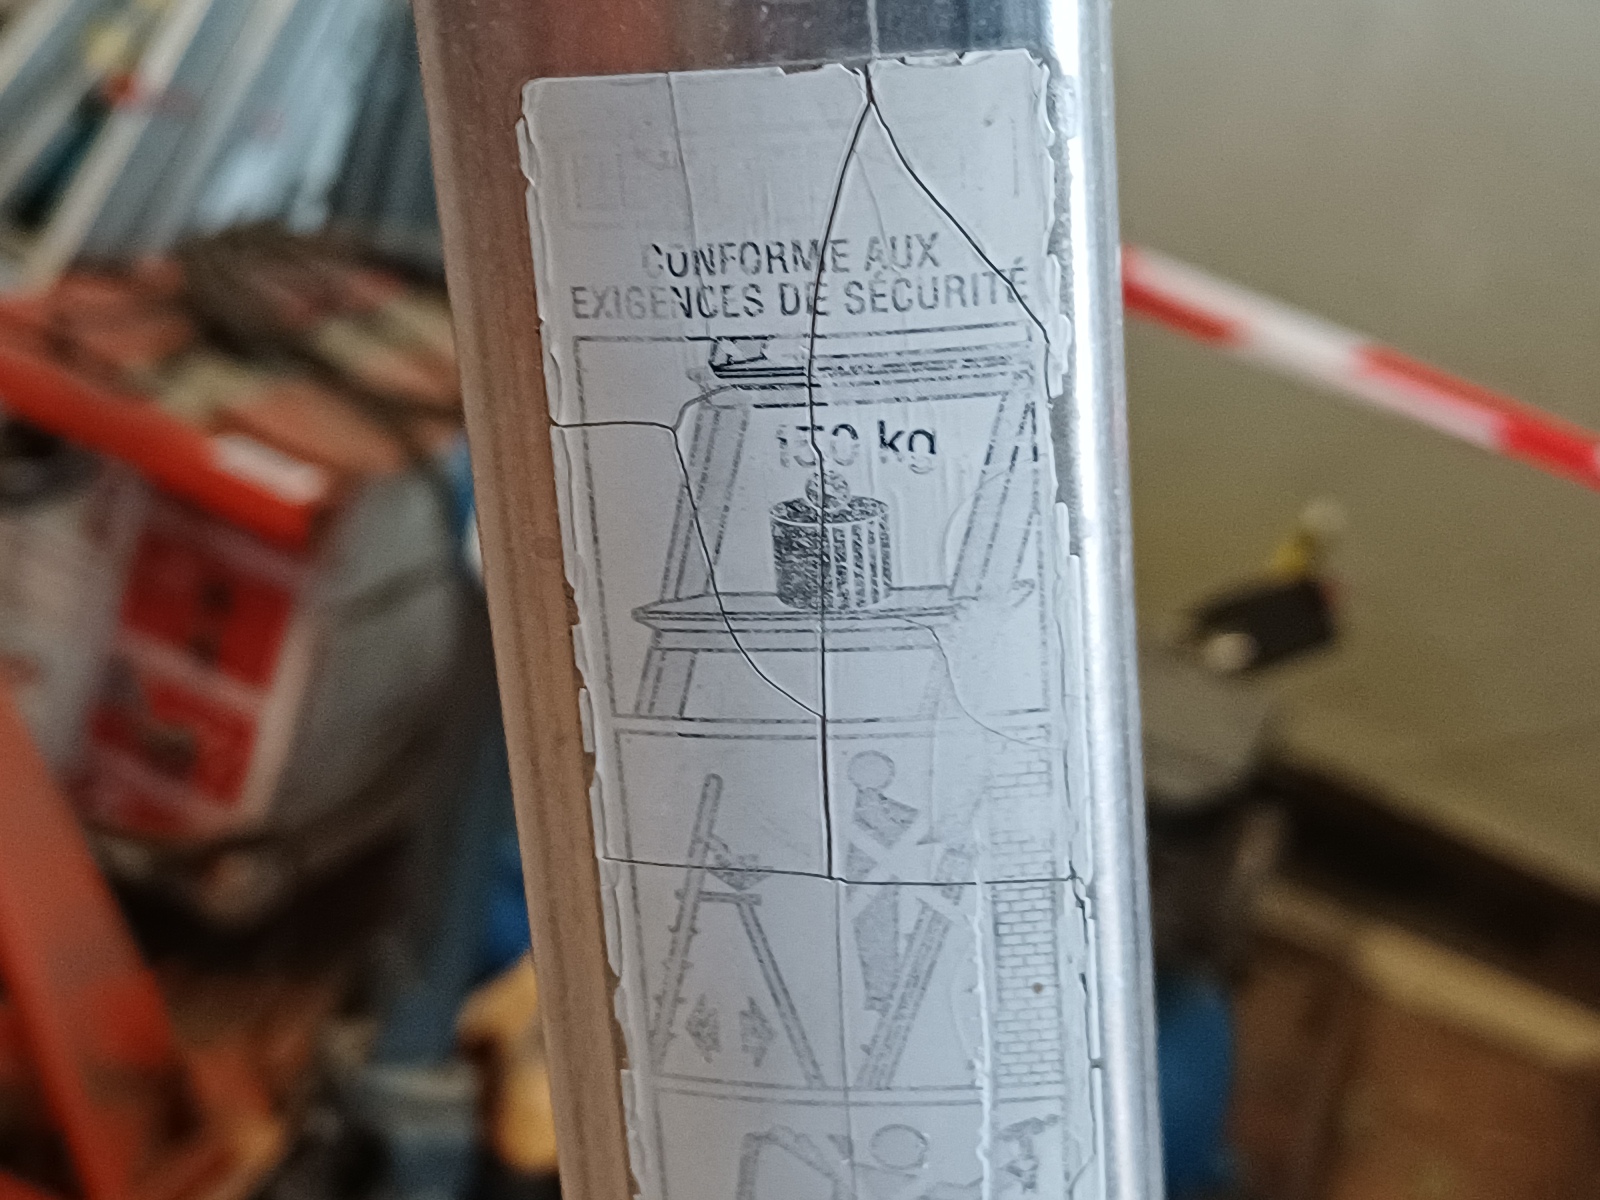 CONFORME AUX
EXIGENCES DE SÉCURITÉ
150 kg